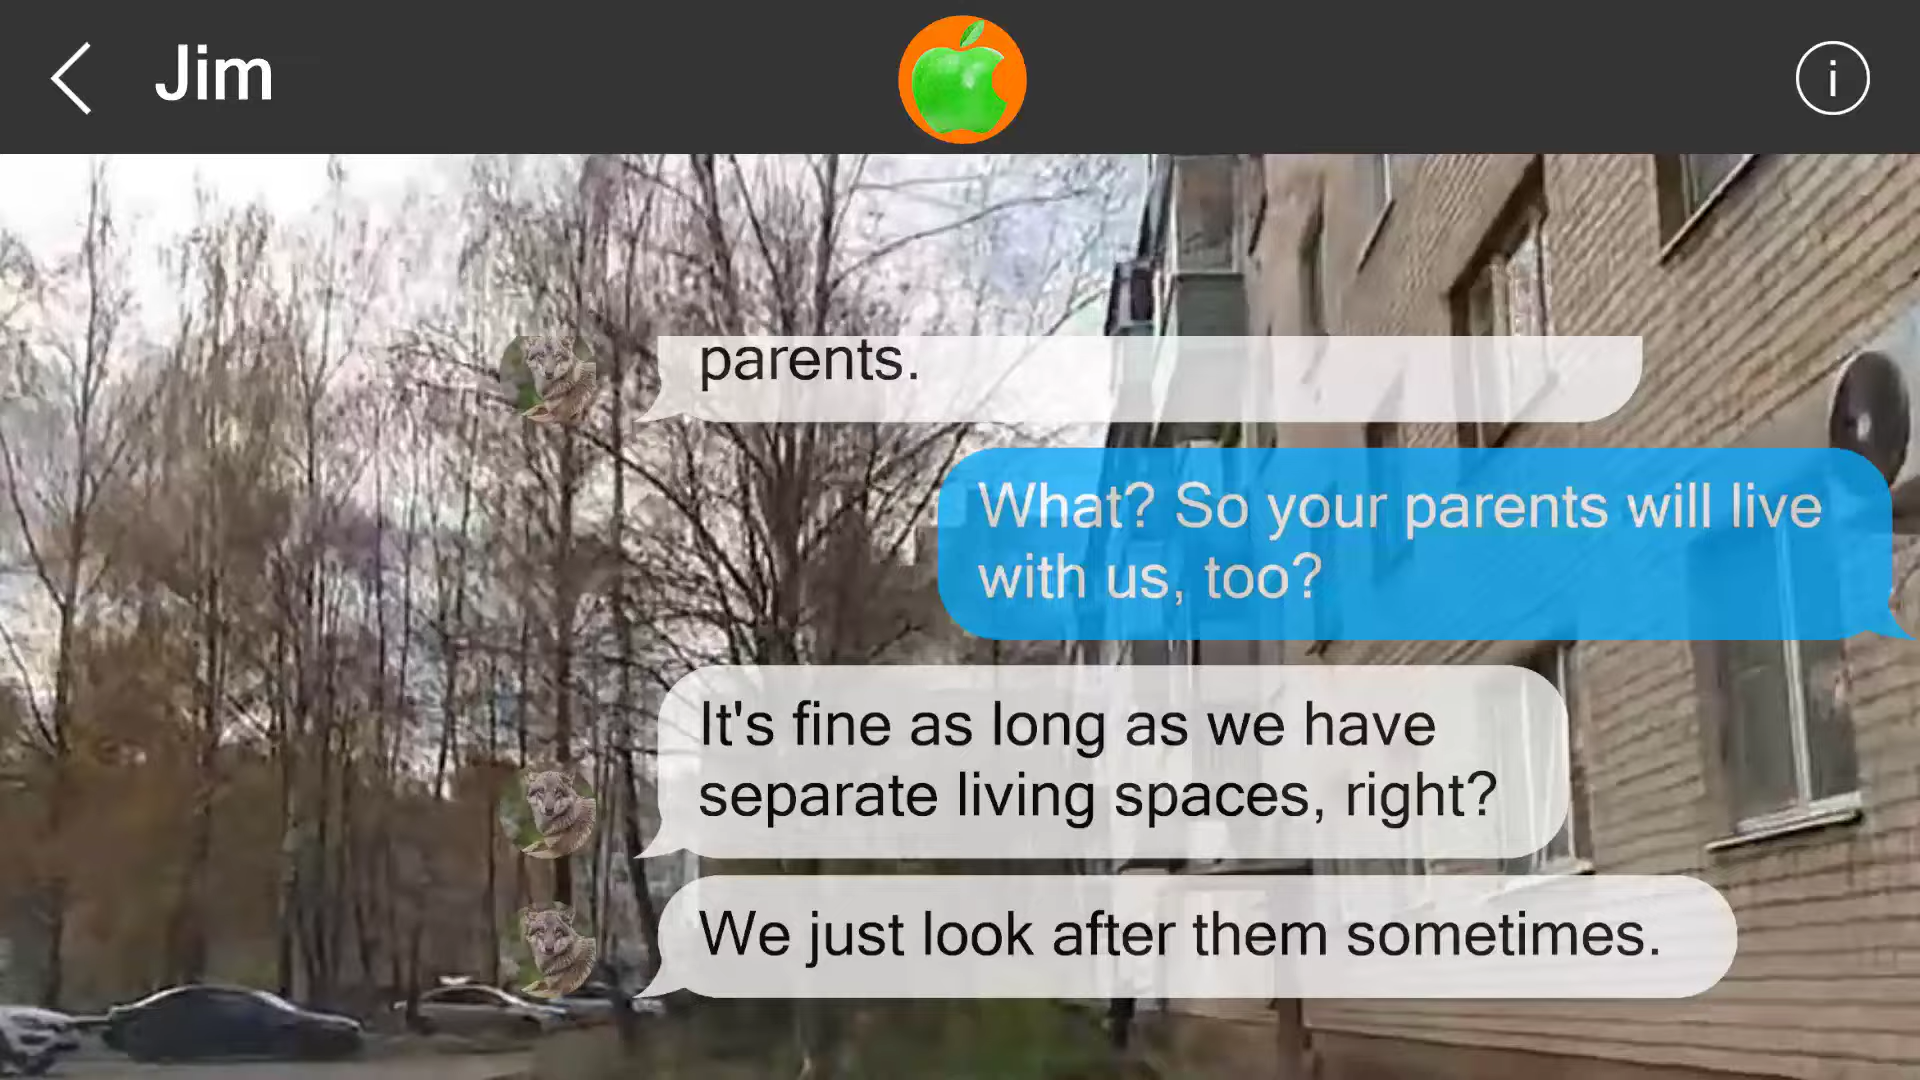 Jim
i
parents.
What? So your parents will live
with us, too?
It's fine as long as we have
separate living spaces, right?
We just look after them sometimes.